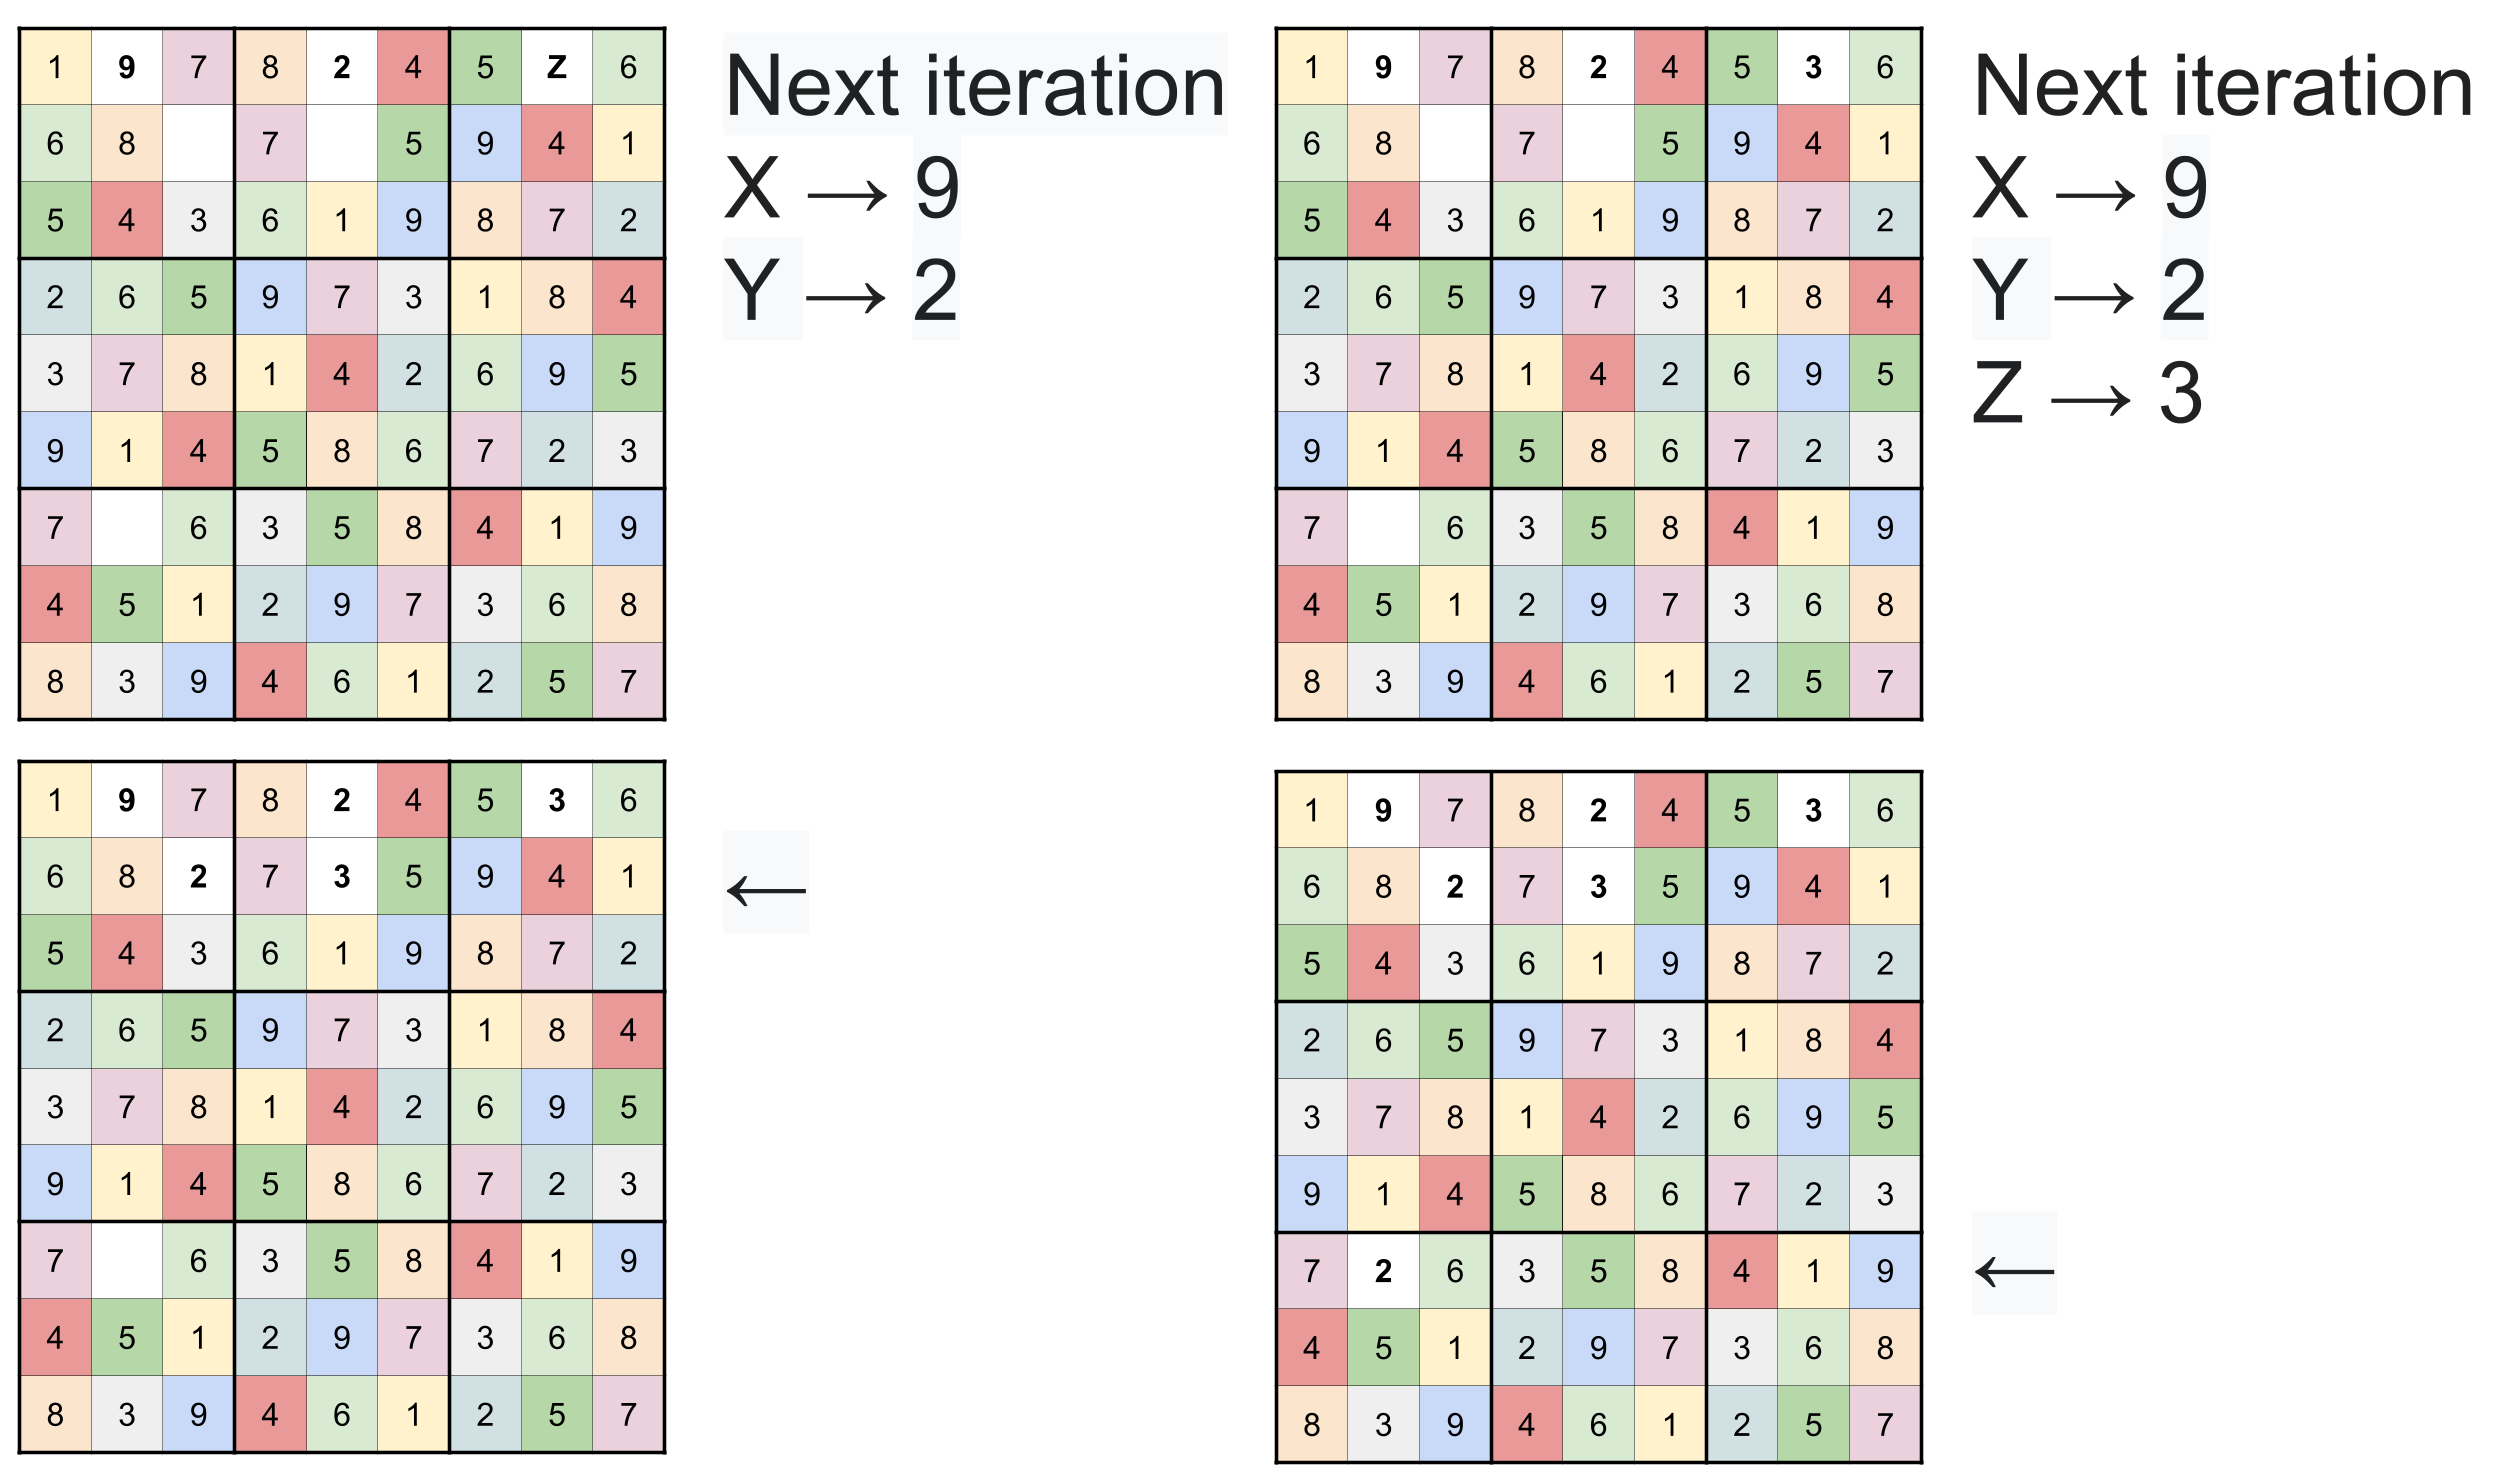 1 9 7 8 2 4 5 Z 6
6 8 7 5 9 4 1
5 4 3 6 1 9 8 7 2
2 6 5 9 7 3 1 8 4
3 7 8 1 4 2 6 9 5
9 1 4 5 8 6 7 2 3
7 6 3 5 8 4 1 9
4 5 1 2 9 7 3 6 8
8 3 9 4 6 1 2 5 7
Next iteration
X → 9
Y → 2
1 9 7 8 2 4 5 3 6
6 8 7 5 9 4 1
5 4 3 6 1 9 8 7 2
2 6 5 9 7 3 1 8 4
3 7 8 1 4 2 6 9 5
9 1 4 5 8 6 7 2 3
7 6 3 5 8 4 1 9
4 5 1 2 9 7 3 6 8
8 3 9 4 6 1 2 5 7
Next iteration
X → 9
Y → 2
Z → 3
1 9 7 8 2 4 5 3 6
6 8 2 7 3 5 9 4 1
5 4 3 6 1 9 8 7 2
2 6 5 9 7 3 1 8 4
3 7 8 1 4 2 6 9 5
9 1 4 5 8 6 7 2 3
7 6 3 5 8 4 1 9
4 5 1 2 9 7 3 6 8
8 3 9 4 6 1 2 5 7
←
1 9 7 8 2 4 5 3 6
6 8 2 7 3 5 9 4 1
5 4 3 6 1 9 8 7 2
2 6 5 9 7 3 1 8 4
3 7 8 1 4 2 6 9 5
9 1 4 5 8 6 7 2 3
7 2 6 3 5 8 4 1 9
4 5 1 2 9 7 3 6 8
8 3 9 4 6 1 2 5 7
←